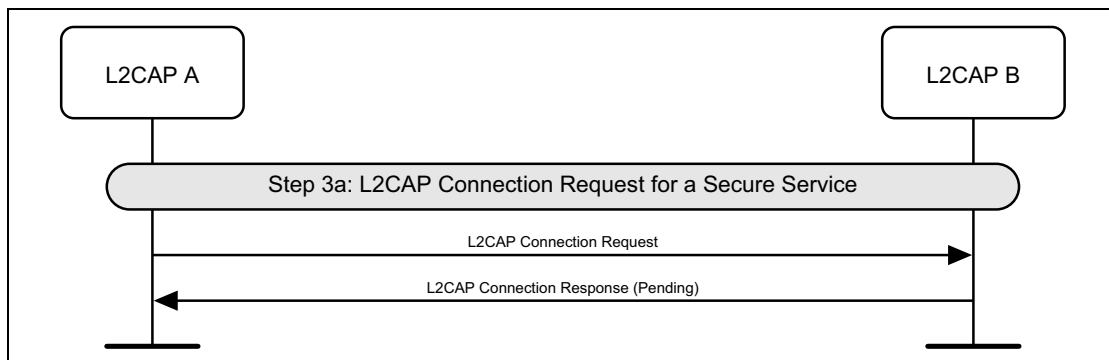 L2CAP A
L2CAP B
Step 3a: L2CAP Connection Request for a Secure Service
L2CAP Connection Request
L2CAP Connection Response (Pending)